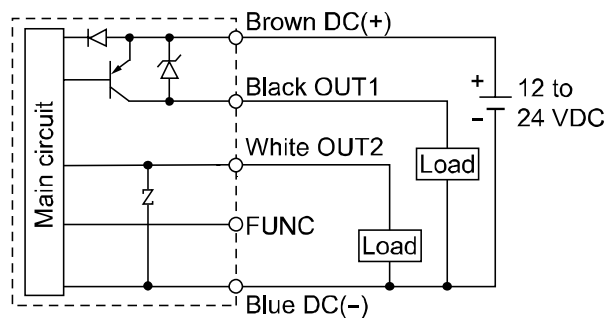 Brown DC(+)
Main circuit
Black OUT1
+
−
12 to
24 VDC
White OUT2
Load
FUNC
Load
Blue DC(−)